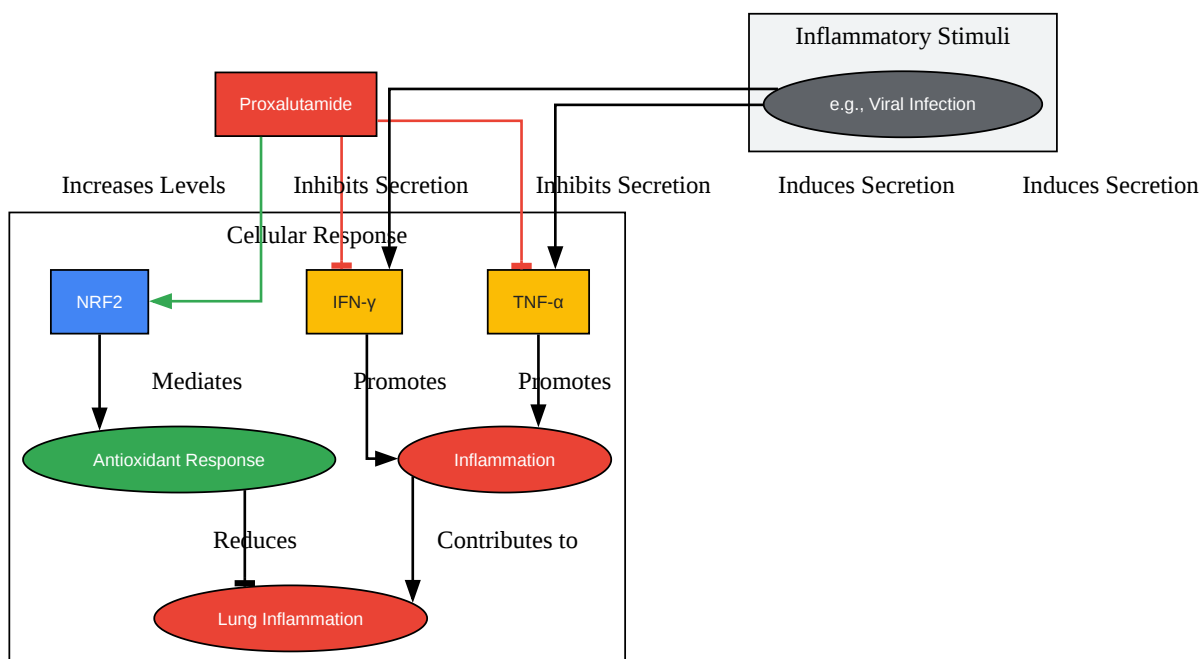 Inflammatory Stimuli
Proxalutamide
e.g., Viral Infection
Increases Levels
Inhibits Secretion
Inhibits Secretion
Induces Secretion
Induces Secretion
Cellular Response
NRF2
IFN-γ
TNF-α
Mediates
Promotes
Promotes
Antioxidant Response
Inflammation
Reduces
Contributes to
Lung Inflammation